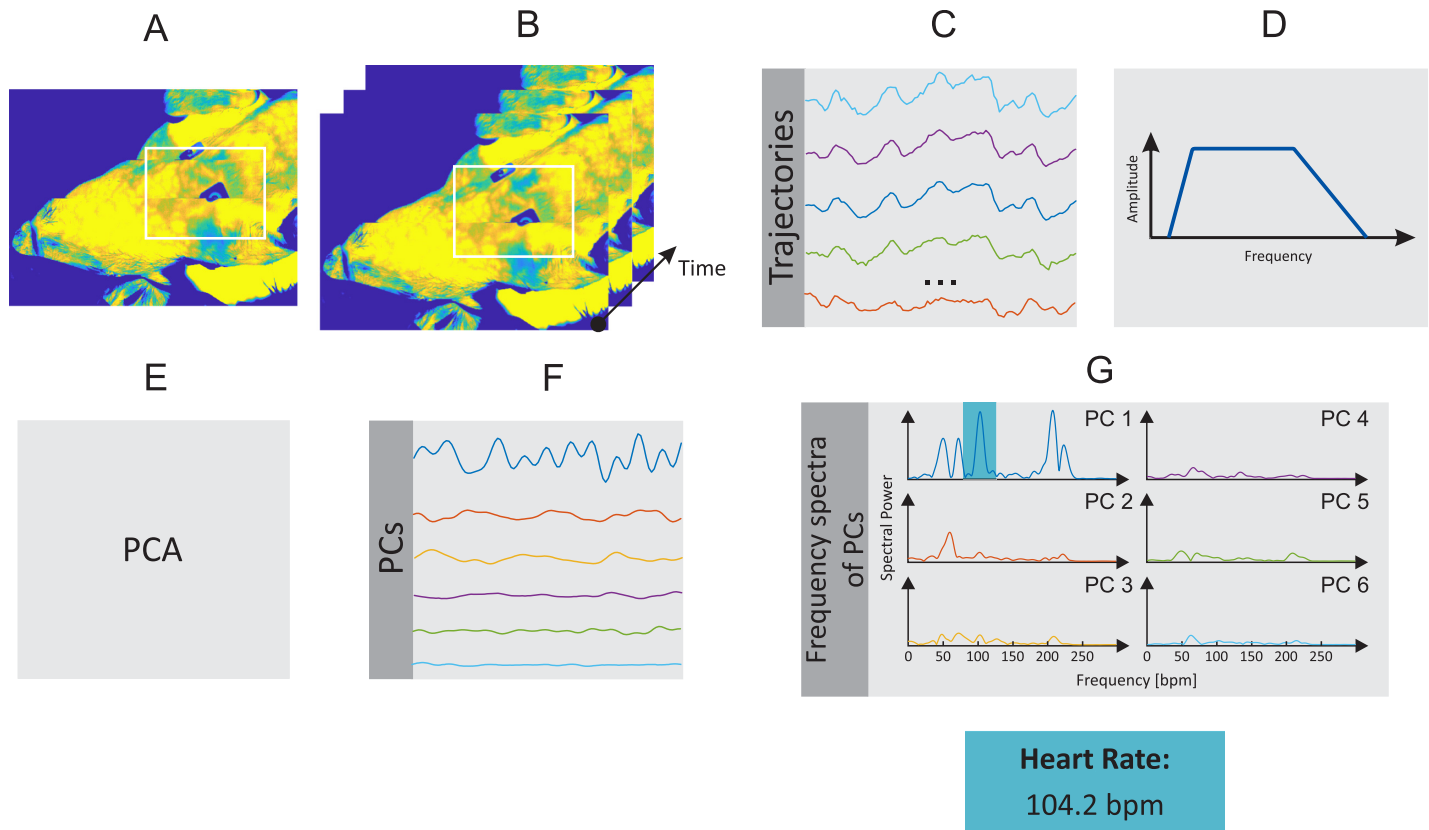 A
B
C
D
Time
Trajectories
...
Amplitude
Frequency
E
F
G
PCA
PCs
Frequency spectra
of PCs
Spectral Power
PC 1
PC 4
PC 2
PC 5
PC 3
PC 6
0 50 100 150 200 250
0 50 100 150 200 250
Frequency [bpm]
Heart Rate:
104.2 bpm